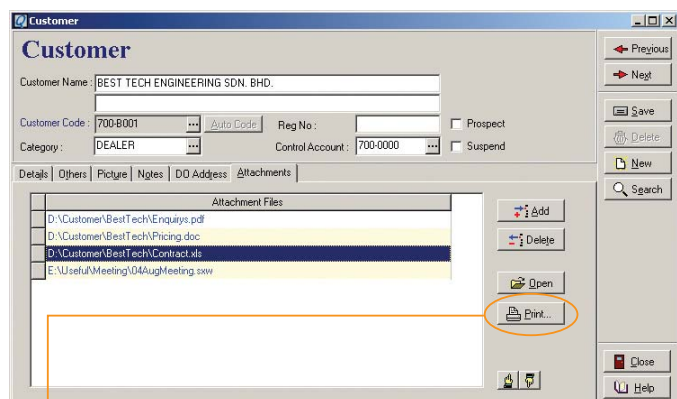 Customer
Customer
Customer Name : BEST TECH ENGINEERING SDN. BHD.
Customer Code : 700-B001 ... Auto Code Reg No : Prospect
Category : DEALER ... Control Account : 700-0000 ... Suspend
Details Others Picture Notes DO Address Attachments
Attachment Files
D:\Customer\BestTech\Enquirys.pdf
D:\Customer\BestTech\Pricing.doc
D:\Customer\BestTech\Contract.xls
E:\Useful\Meeting\04AugMeeting.sxw
Add
Delete
Open
Print...
Previous
Next
Save
Delete
New
Search
Close
Help